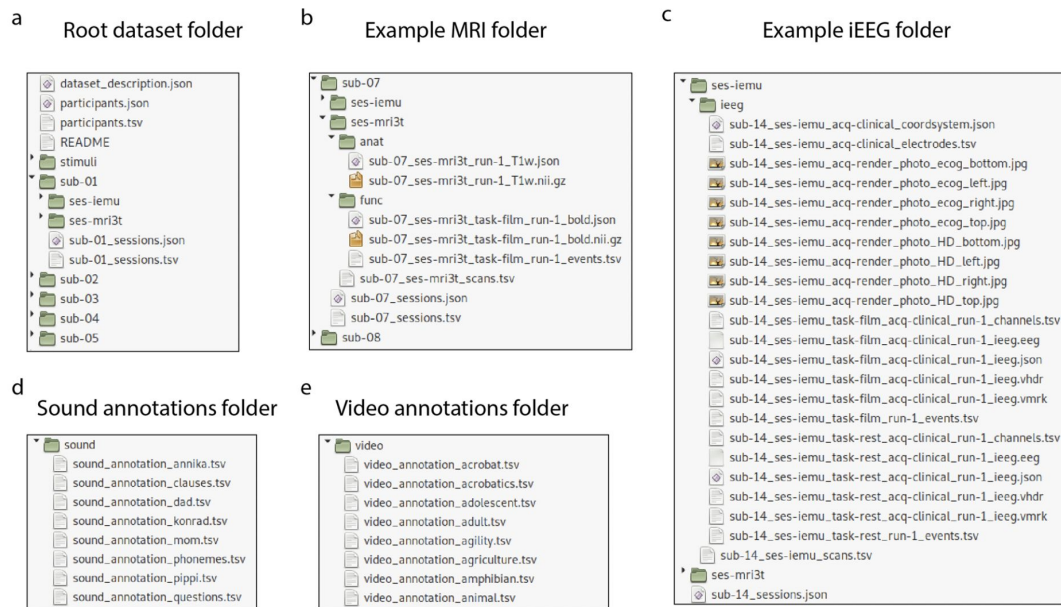 a
Root dataset folder
dataset_description.json
participants.json
participants.tsv
README
stimuli
sub-01
ses-iemu
ses-mri3t
sub-01_sessions.json
sub-01_sessions.tsv
sub-02
sub-03
sub-04
sub-05
b
Example MRI folder
sub-07
ses-iemu
ses-mri3t
anat
sub-07_ses-mri3t_run-1_T1w.json
sub-07_ses-mri3t_run-1_T1w.nii.gz
func
sub-07_ses-mri3t_task-film_run-1_bold.json
sub-07_ses-mri3t_task-film_run-1_bold.nii.gz
sub-07_ses-mri3t_task-film_run-1_events.tsv
sub-07_ses-mri3t_scans.tsv
sub-07_sessions.json
sub-07_sessions.tsv
sub-08
c
Example iEEG folder
ses-iemu
ieeg
sub-14_ses-iemu_acq-clinical_coordsystem.json
sub-14_ses-iemu_acq-clinical_electrodes.tsv
sub-14_ses-iemu_acq-render_photo_ecog_bottom.jpg
sub-14_ses-iemu_acq-render_photo_ecog_left.jpg
sub-14_ses-iemu_acq-render_photo_ecog_right.jpg
sub-14_ses-iemu_acq-render_photo_ecog_top.jpg
sub-14_ses-iemu_acq-render_photo_HD_bottom.jpg
sub-14_ses-iemu_acq-render_photo_HD_left.jpg
sub-14_ses-iemu_acq-render_photo_HD_right.jpg
sub-14_ses-iemu_acq-render_photo_HD_top.jpg
sub-14_ses-iemu_task-film_acq-clinical_run-1_channels.tsv
sub-14_ses-iemu_task-film_acq-clinical_run-1_ieeg.eeg
sub-14_ses-iemu_task-film_acq-clinical_run-1_ieeg.json
sub-14_ses-iemu_task-film_acq-clinical_run-1_ieeg.vhdr
sub-14_ses-iemu_task-film_acq-clinical_run-1_ieeg.vmrk
sub-14_ses-iemu_task-film_run-1_events.tsv
sub-14_ses-iemu_task-rest_acq-clinical_run-1_channels.tsv
sub-14_ses-iemu_task-rest_acq-clinical_run-1_ieeg.eeg
sub-14_ses-iemu_task-rest_acq-clinical_run-1_ieeg.json
sub-14_ses-iemu_task-rest_acq-clinical_run-1_ieeg.vhdr
sub-14_ses-iemu_task-rest_acq-clinical_run-1_ieeg.vmrk
sub-14_ses-iemu_task-rest_run-1_events.tsv
sub-14_ses-iemu_scans.tsv
ses-mri3t
sub-14_sessions.json
d
Sound annotations folder
sound
sound_annotation_annika.tsv
sound_annotation_clauses.tsv
sound_annotation_dad.tsv
sound_annotation_konrad.tsv
sound_annotation_mom.tsv
sound_annotation_phonemes.tsv
sound_annotation_pippi.tsv
sound_annotation_questions.tsv
e
Video annotations folder
video
video_annotation_acrobat.tsv
video_annotation_acrobatics.tsv
video_annotation_adolescent.tsv
video_annotation_adult.tsv
video_annotation_agility.tsv
video_annotation_agriculture.tsv
video_annotation_amphibian.tsv
video_annotation_animal.tsv